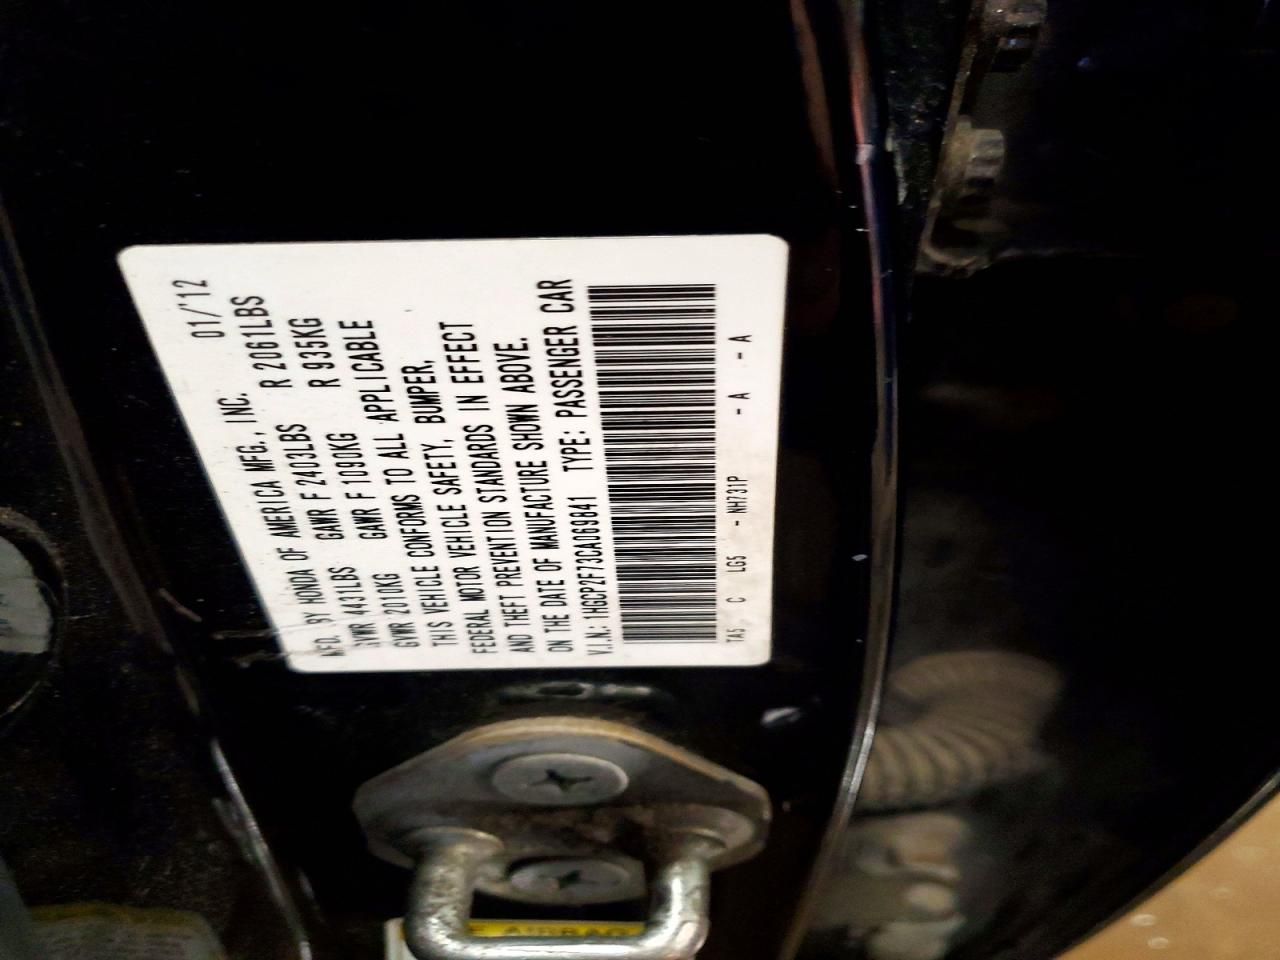 MFD. BY HONDA OF AMERICA MFG., INC. 01/'12
GVWR 4431LBS GAWR F 2403LBS R 2061LBS
GVWR 2010KG GAWR F 1090KG R 935KG
THIS VEHICLE CONFORMS TO ALL APPLICABLE
FEDERAL MOTOR VEHICLE SAFETY, BUMPER,
AND THEFT PREVENTION STANDARDS IN EFFECT
ON THE DATE OF MANUFACTURE SHOWN ABOVE.
V.I.N.: 1HGCP2F73CA069841 TYPE: PASSENGER CAR
TA5 C LG5 - NH731P - A - A
AIRBAG